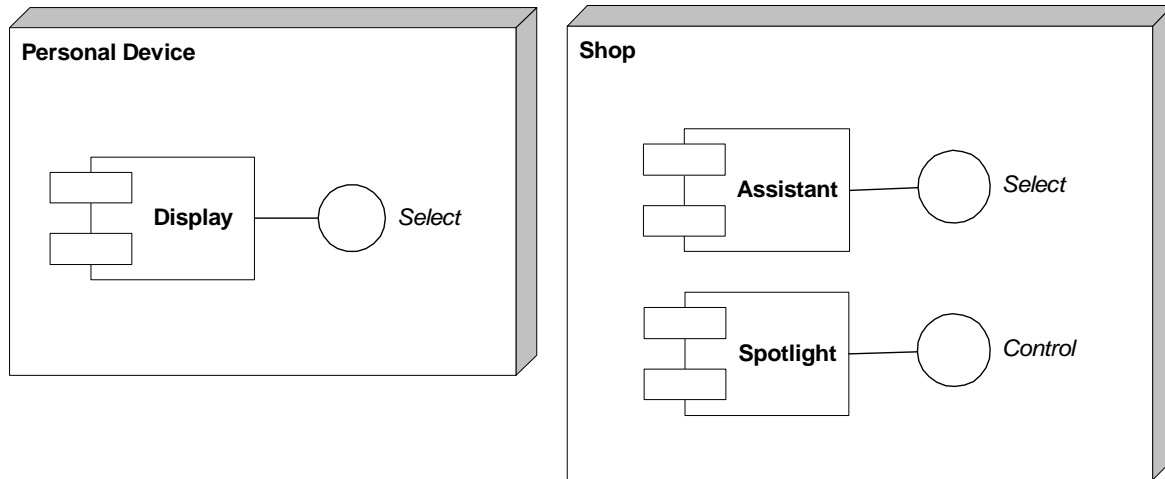 Personal Device
Display
Select
Shop
Assistant
Select
Spotlight
Control